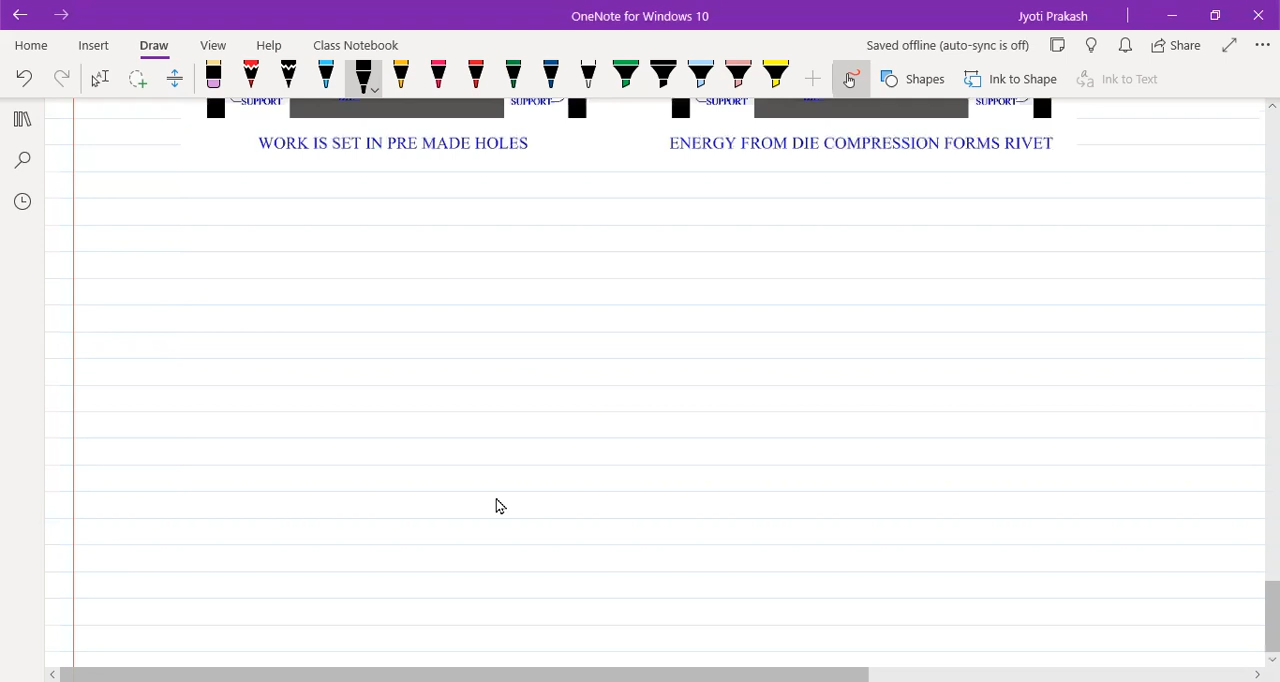 OneNote for Windows 10
Jyoti Prakash
Home Insert Draw View Help Class Notebook
Saved offline (auto-sync is off) Share
Shapes Ink to Shape Ink to Text
SUPPORT SUPPORT SUPPORT SUPPORT
WORK IS SET IN PRE MADE HOLES
ENERGY FROM DIE COMPRESSION FORMS RIVET